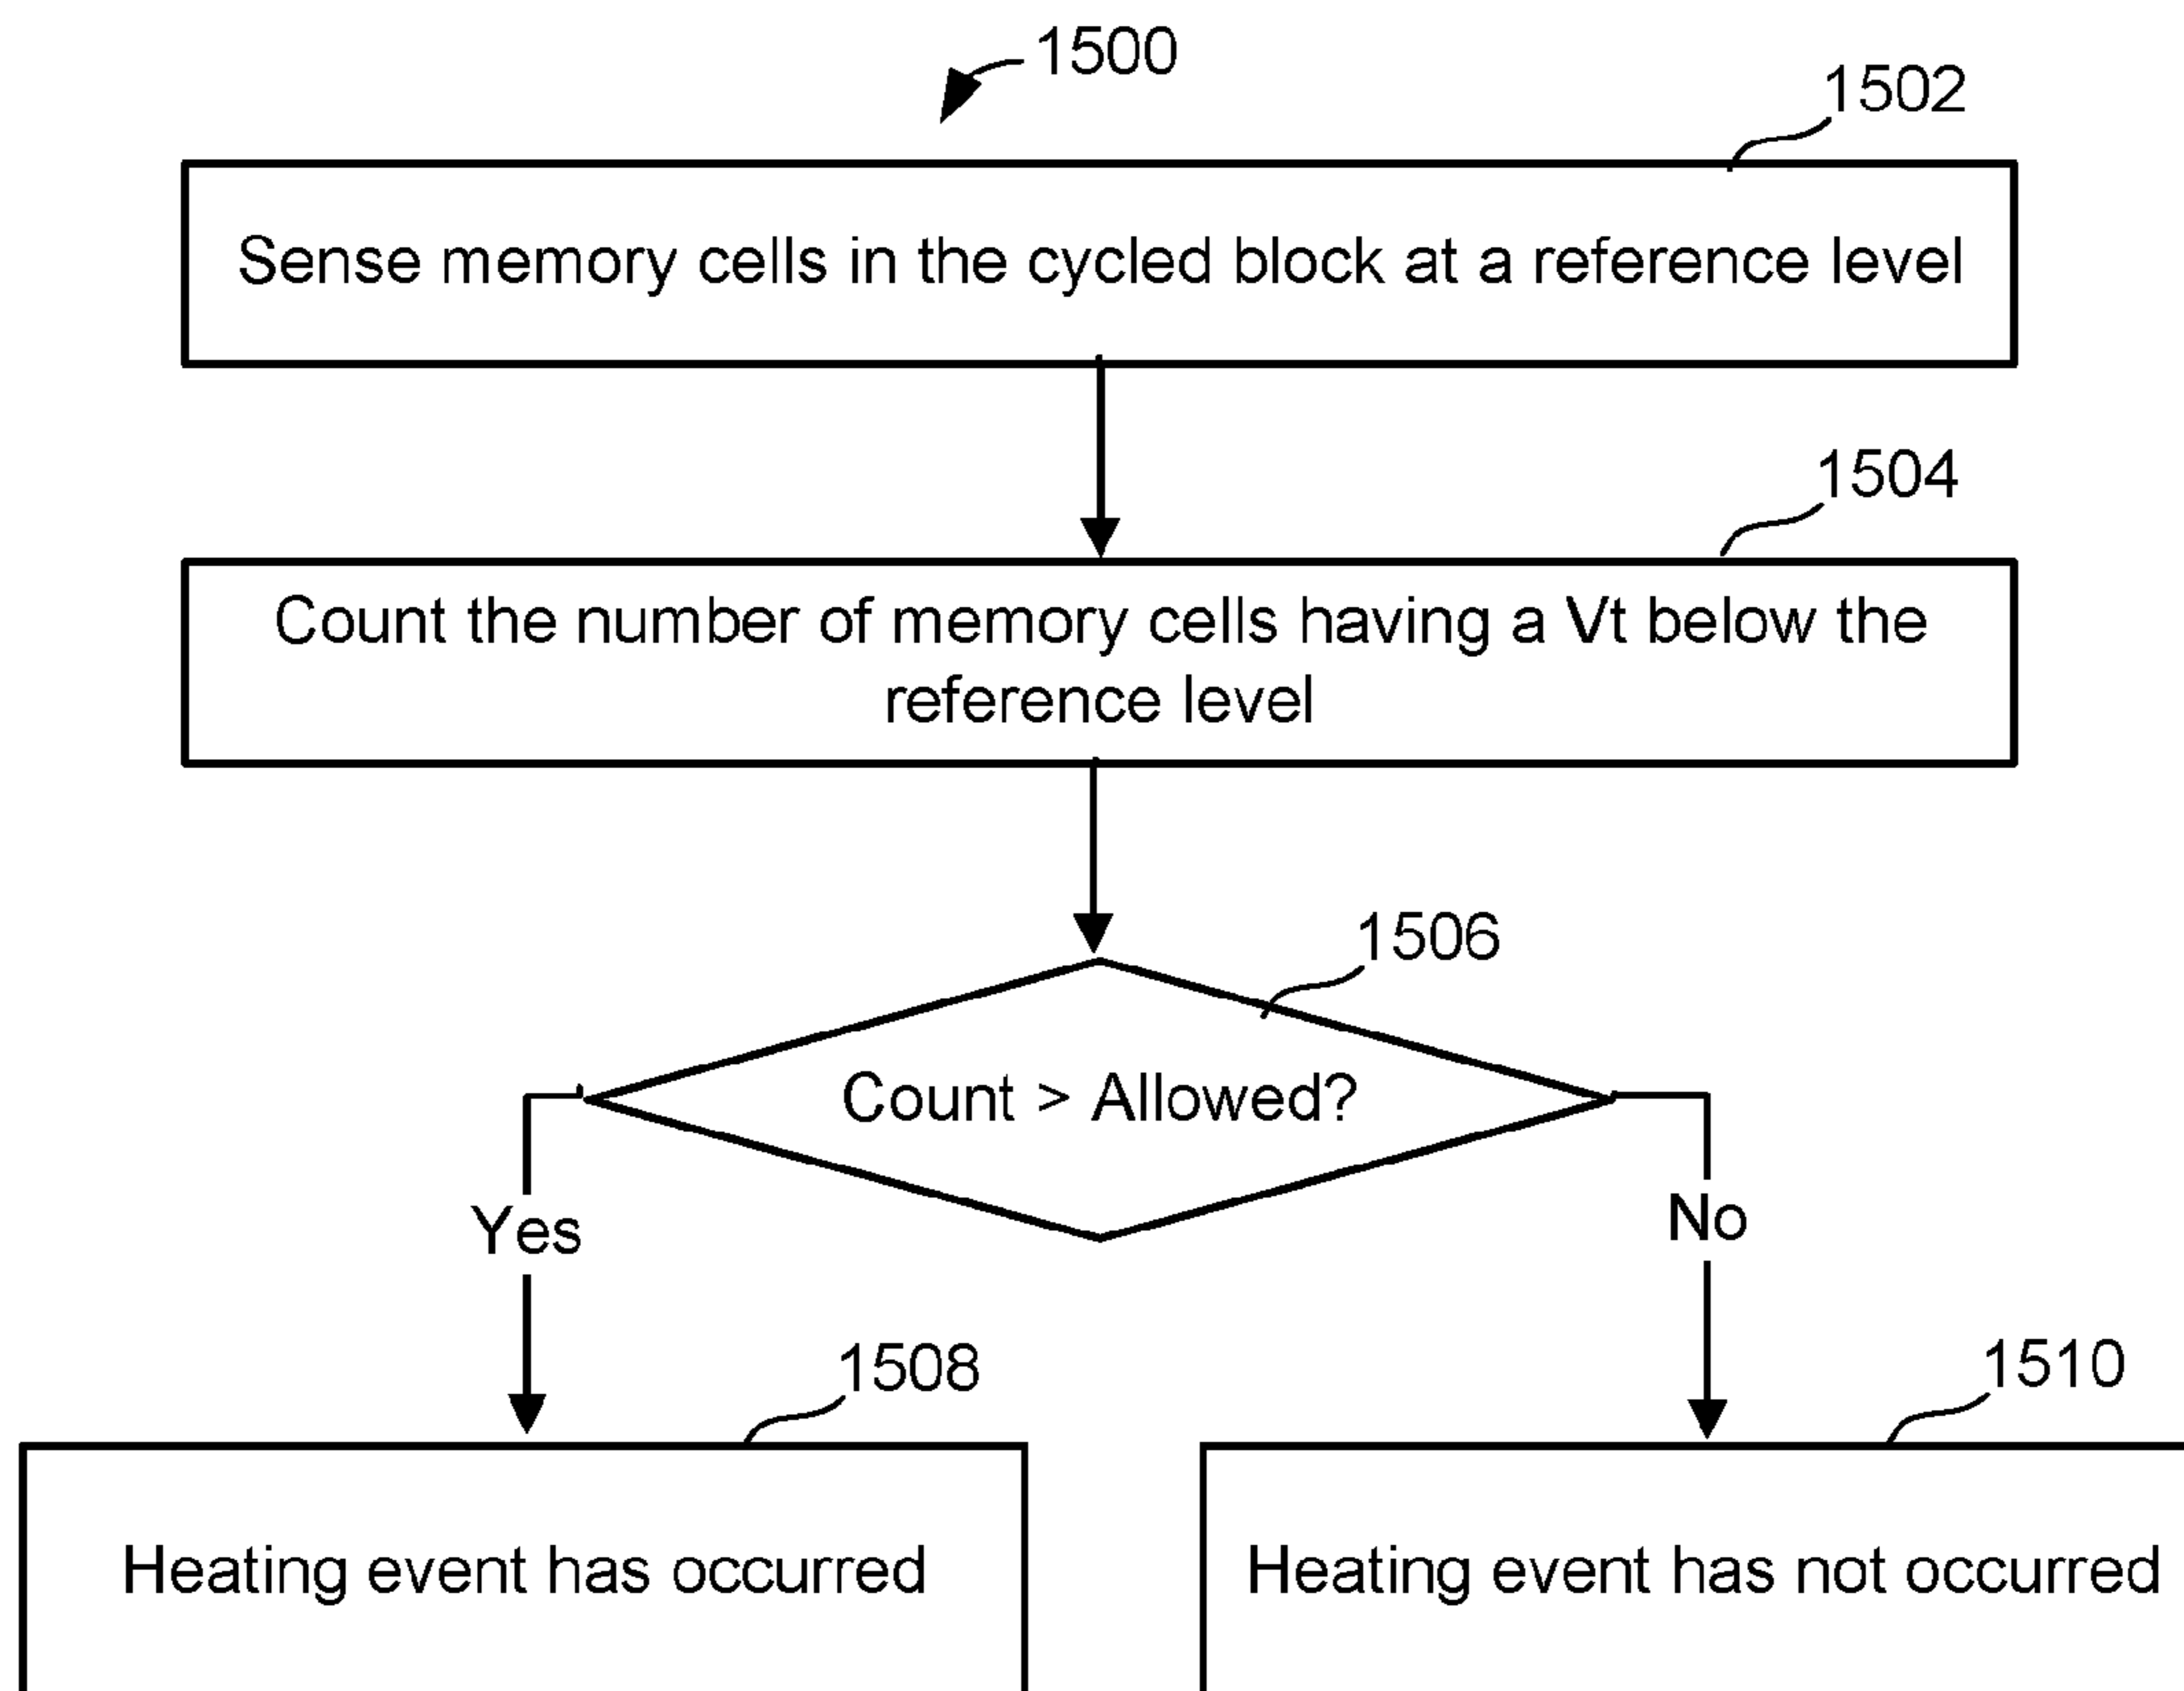 1500
1502
Sense memory cells in the cycled block at a reference level
1504
Count the number of memory cells having a Vt below the
reference level
1506
Count > Allowed?
Yes
No
1508
1510
Heating event has occurred
Heating event has not occurred